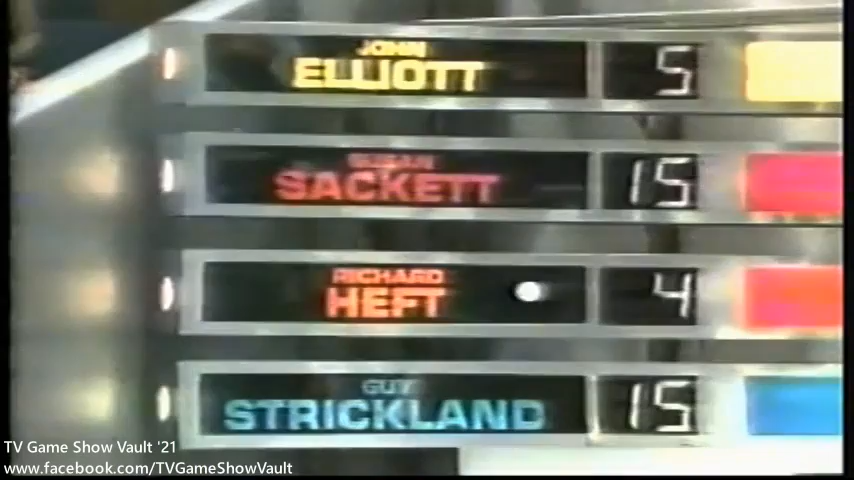 JOHN
ELLIOTT 5
SUSAN
SACKETT 15
RICHARD
HEFT 4
GUY
STRICKLAND 15
TV Game Show Vault '21
www.facebook.com/TVGameShowVault